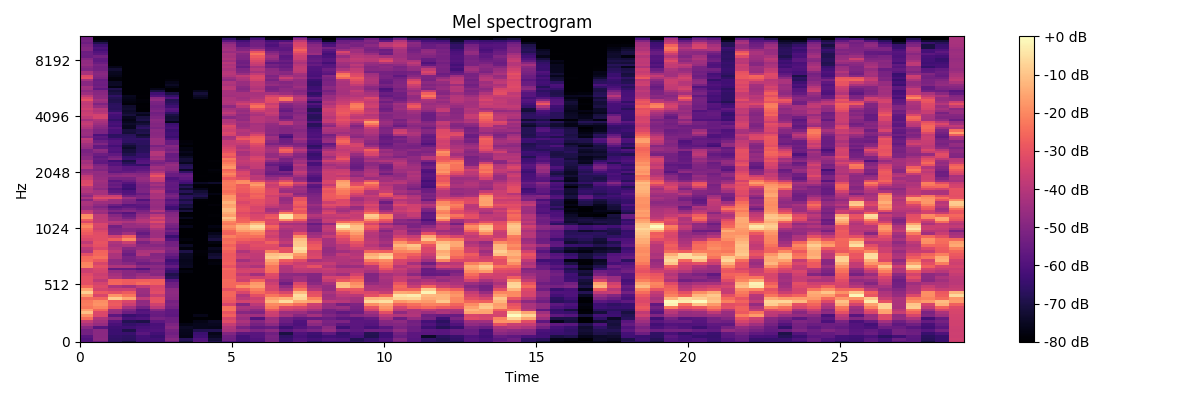 Mel spectrogram
8192
4096
2048
1024
512
0
Hz
0 5 10 15 20 25
Time
+0 dB
-10 dB
-20 dB
-30 dB
-40 dB
-50 dB
-60 dB
-70 dB
-80 dB